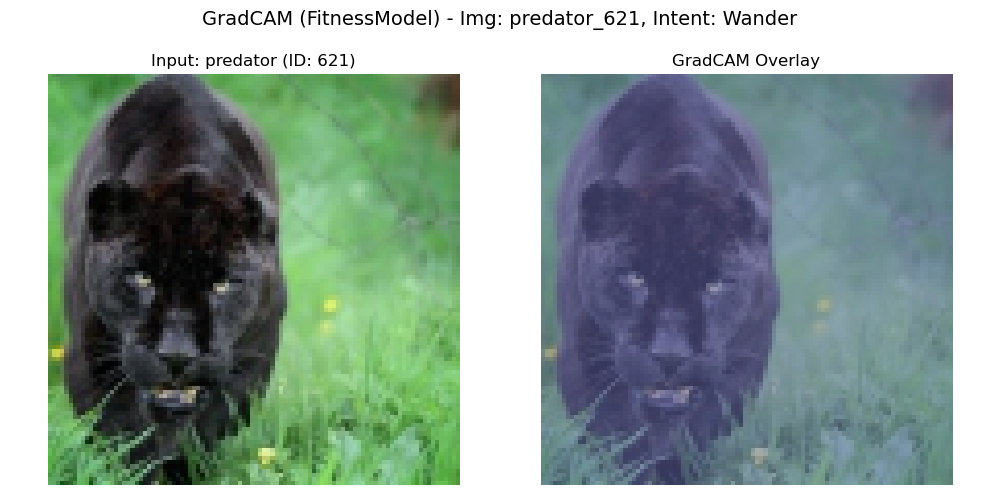 GradCAM (FitnessModel) - Img: predator_621, Intent: Wander
Input: predator (ID: 621)
GradCAM Overlay